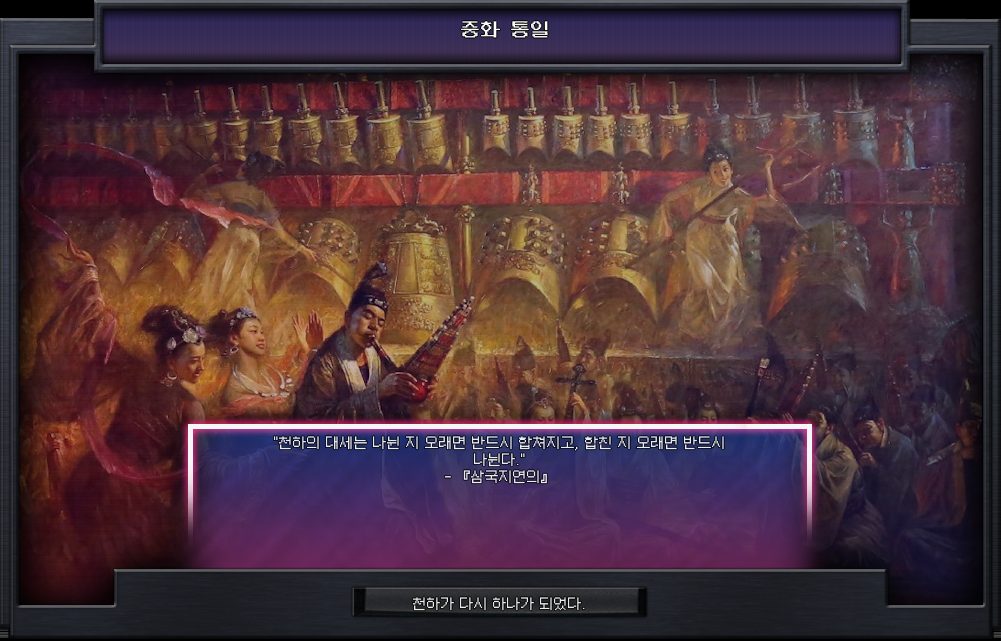 중화 통일
"천하의 대세는 나뉜 지 오래면 반드시 합쳐지고, 합친 지 오래면 반드시
나뉜다."
- 『삼국지연의』
천하가 다시 하나가 되었다.